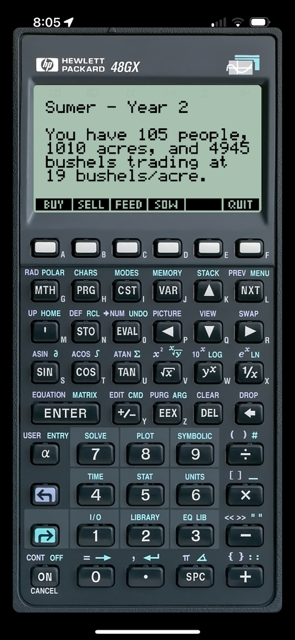 8:05
hp HEWLETT PACKARD 48GX
Sumer - Year 2
You have 105 people,
1010 acres, and 4945
bushels trading at
19 bushels/acre.
BUY SELL FEED SOW QUIT
A B C D E F
RAD POLAR CHARS MODES MEMORY STACK PREV MENU
MTH G PRG H CST I VAR J ▲ K NXT L
UP HOME DEF RCL →NUM UNDO PICTURE VIEW SWAP
' M STO N EVAL O ◀ P ▼ Q ▶ R
ASIN ∂ ACOS ∫ ATAN Σ x² ˣ√y 10ˣ LOG eˣ LN
SIN S COS T TAN U √x V yˣ W 1/x X
EQUATION MATRIX EDIT CMD PURG ARG CLEAR DROP
ENTER +/− Y EEX Z DEL
USER ENTRY SOLVE PLOT SYMBOLIC ( ) #
α 7 8 9 ÷
TIME STAT UNITS [ ] _
4 5 6 ×
I/O LIBRARY EQ LIB << >> " "
1 2 3 −
CONT OFF = → , ↵ π ∡ { } : :
ON 0 . SPC +
CANCEL